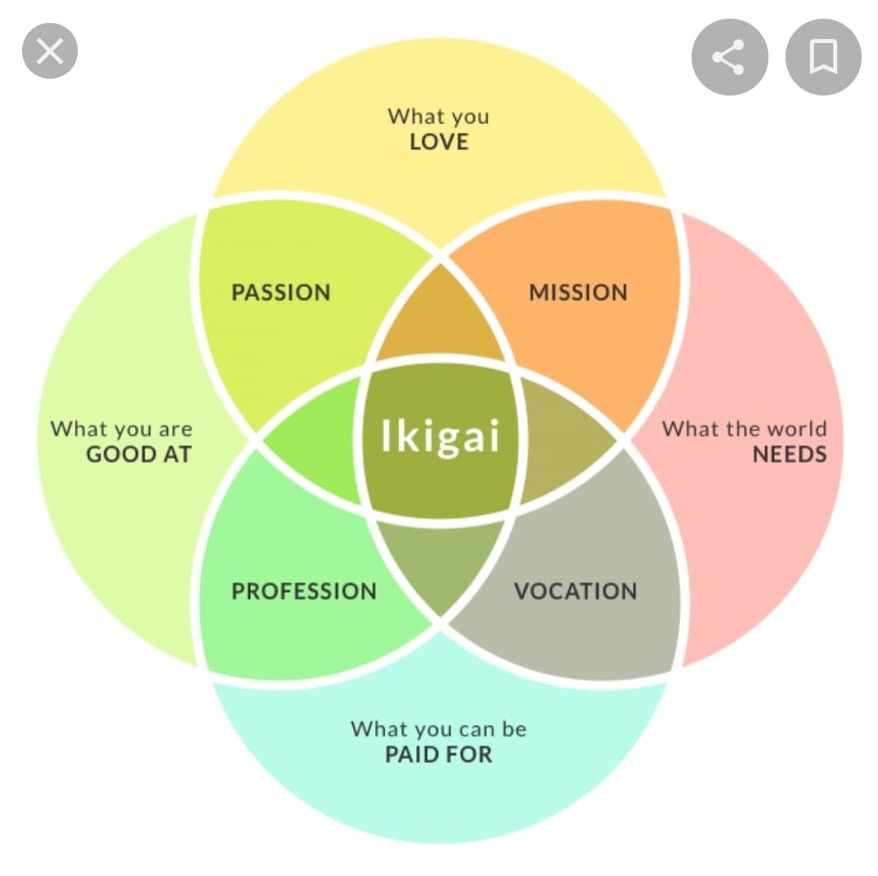 What you
LOVE
PASSION
MISSION
What you are
GOOD AT
Ikigai
What the world
NEEDS
PROFESSION
VOCATION
What you can be
PAID FOR